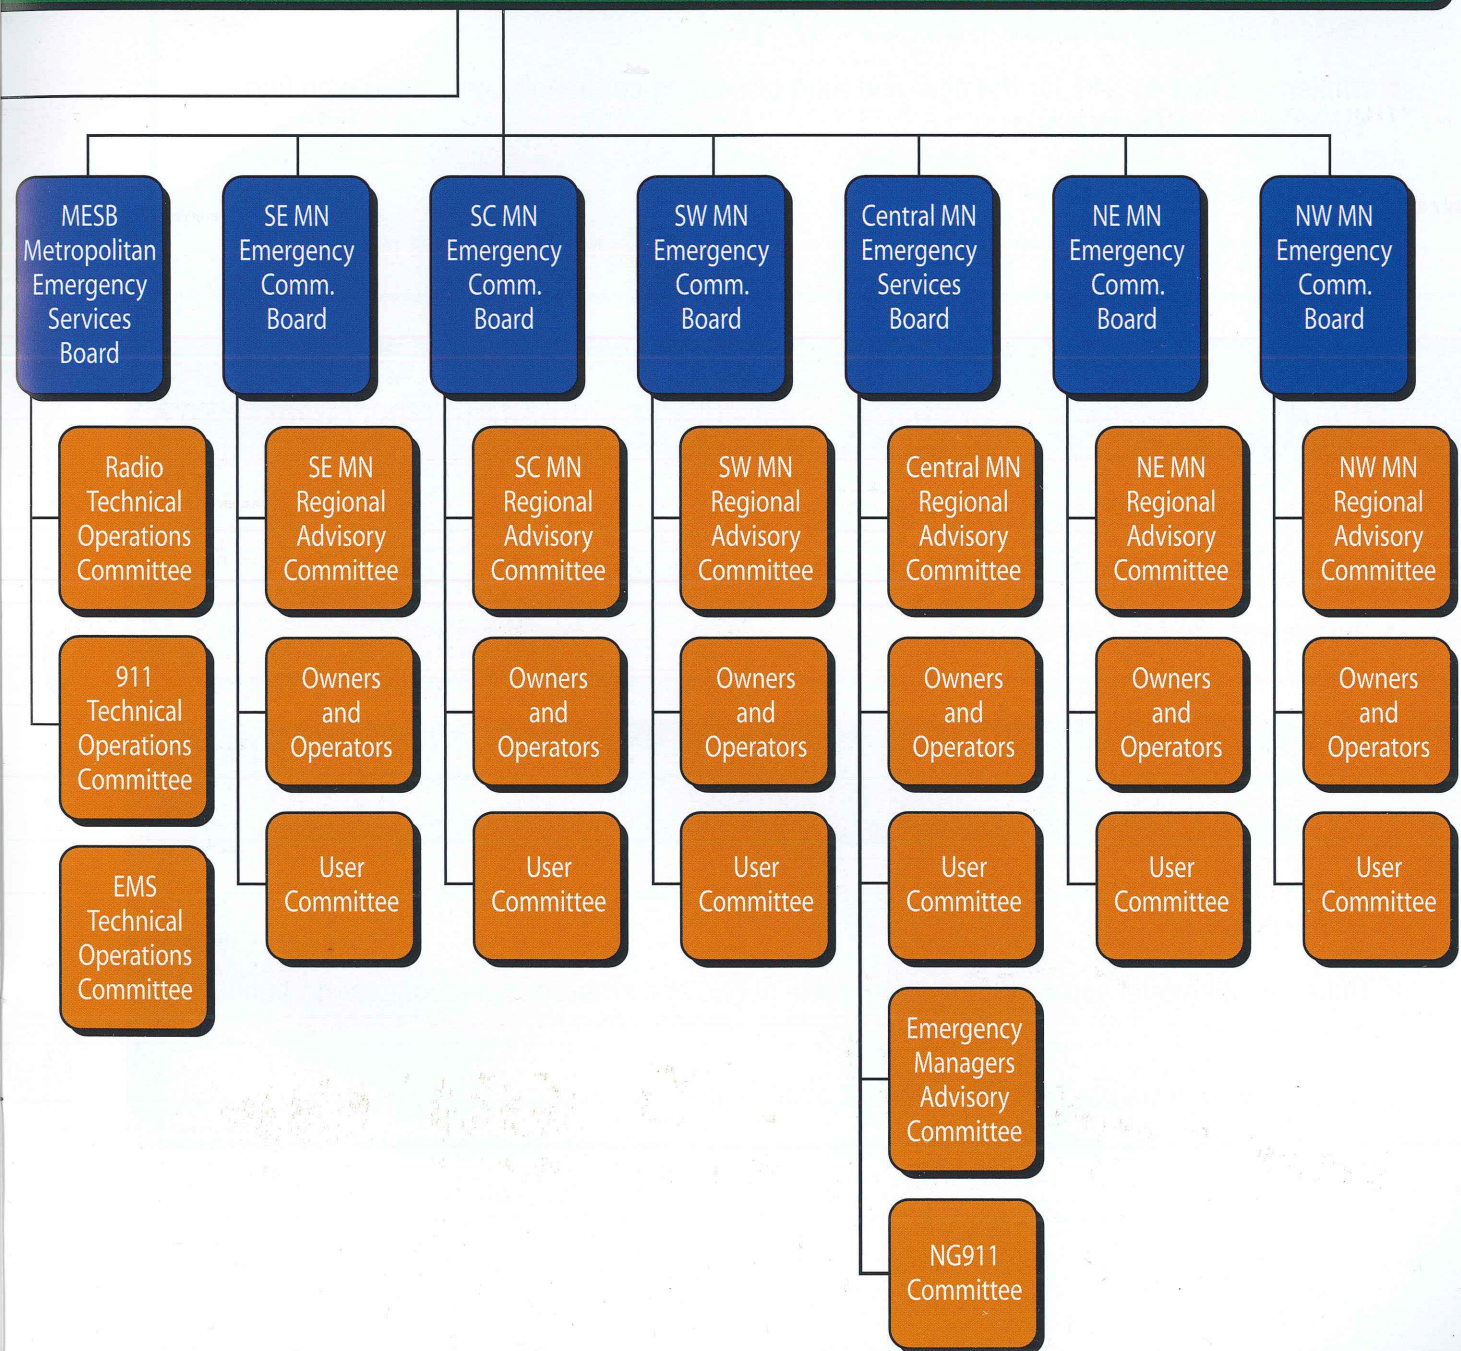 MESB
Metropolitan
Emergency
Services
Board
SE MN
Emergency
Comm.
Board
SC MN
Emergency
Comm.
Board
SW MN
Emergency
Comm.
Board
Central MN
Emergency
Services
Board
NE MN
Emergency
Comm.
Board
NW MN
Emergency
Comm.
Board
Radio
Technical
Operations
Committee
911
Technical
Operations
Committee
EMS
Technical
Operations
Committee
SE MN
Regional
Advisory
Committee
Owners
and
Operators
User
Committee
SC MN
Regional
Advisory
Committee
Owners
and
Operators
User
Committee
SW MN
Regional
Advisory
Committee
Owners
and
Operators
User
Committee
Central MN
Regional
Advisory
Committee
Owners
and
Operators
User
Committee
Emergency
Managers
Advisory
Committee
NG911
Committee
NE MN
Regional
Advisory
Committee
Owners
and
Operators
User
Committee
NW MN
Regional
Advisory
Committee
Owners
and
Operators
User
Committee